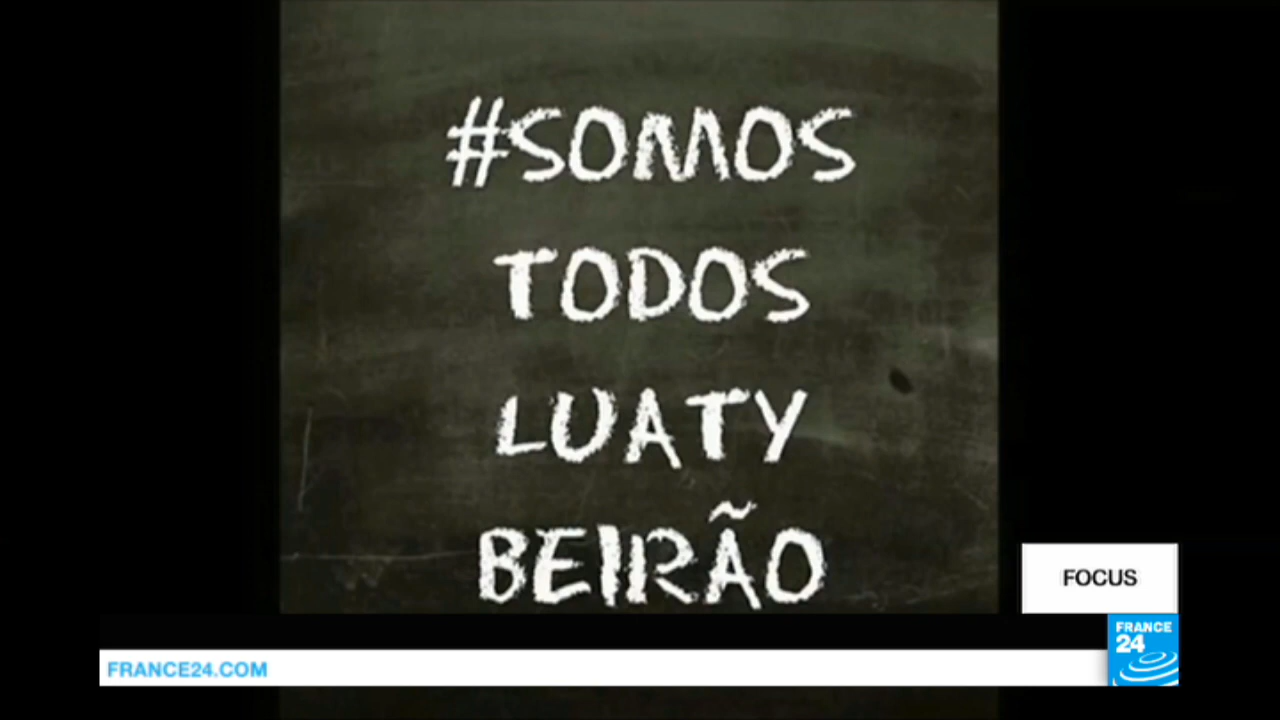 #SOMOS
TODOS
LUATY
BEIRÃO
FOCUS
FRANCE
24
FRANCE24.COM